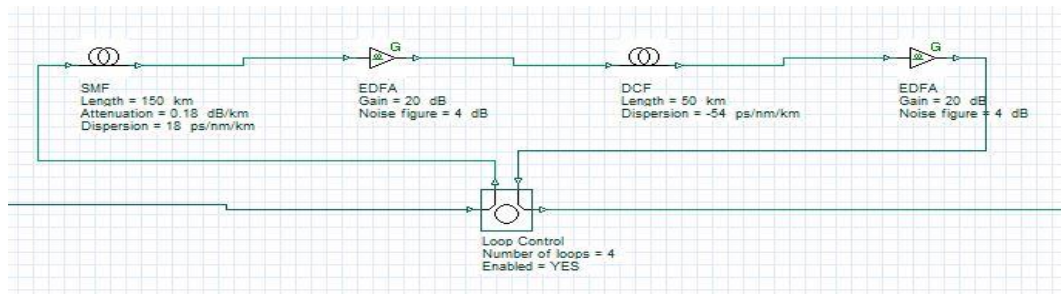 G
G
SMF
Length = 150 km
Attenuation = 0.18 dB/km
Dispersion = 18 ps/nm/km
EDFA
Gain = 20 dB
Noise figure = 4 dB
DCF
Length = 50 km
Dispersion = -54 ps/nm/km
EDFA
Gain = 20 dB
Noise figure = 4 dB
Loop Control
Number of loops = 4
Enabled = YES